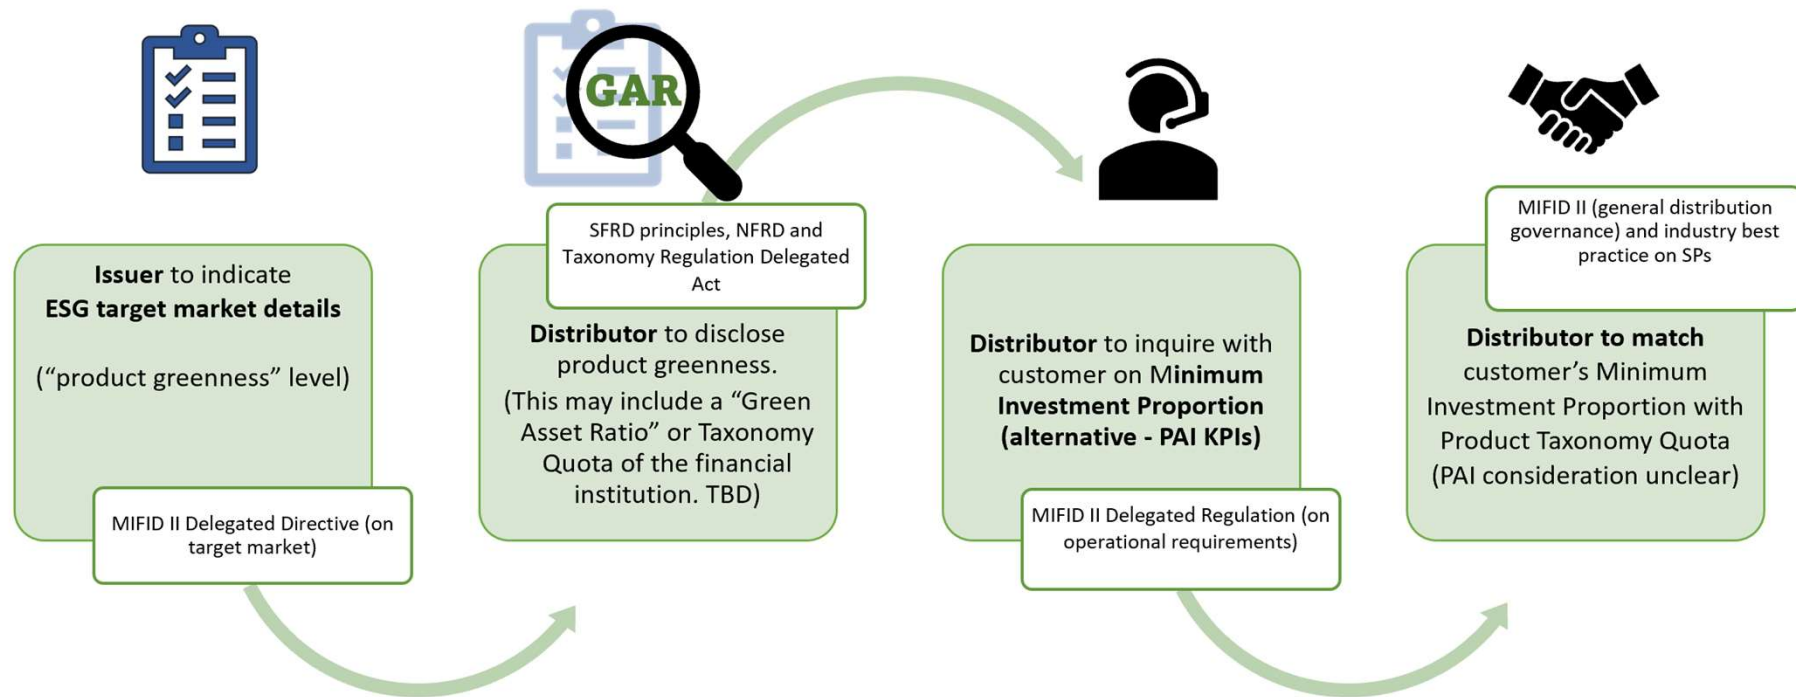 Issuer to indicate
ESG target market details
(“product greenness” level)
MIFID II Delegated Directive (on
target market)
GAR
SFRD principles, NFRD and
Taxonomy Regulation Delegated
Act
Distributor to disclose
product greenness.
(This may include a “Green
Asset Ratio” or Taxonomy
Quota of the financial
institution. TBD)
Distributor to inquire with
customer on Minimum
Investment Proportion
(alternative - PAI KPIs)
MIFID II Delegated Regulation (on
operational requirements)
MIFID II (general distribution
governance) and industry best
practice on SPs
Distributor to match
customer’s Minimum
Investment Proportion with
Product Taxonomy Quota
(PAI consideration unclear)